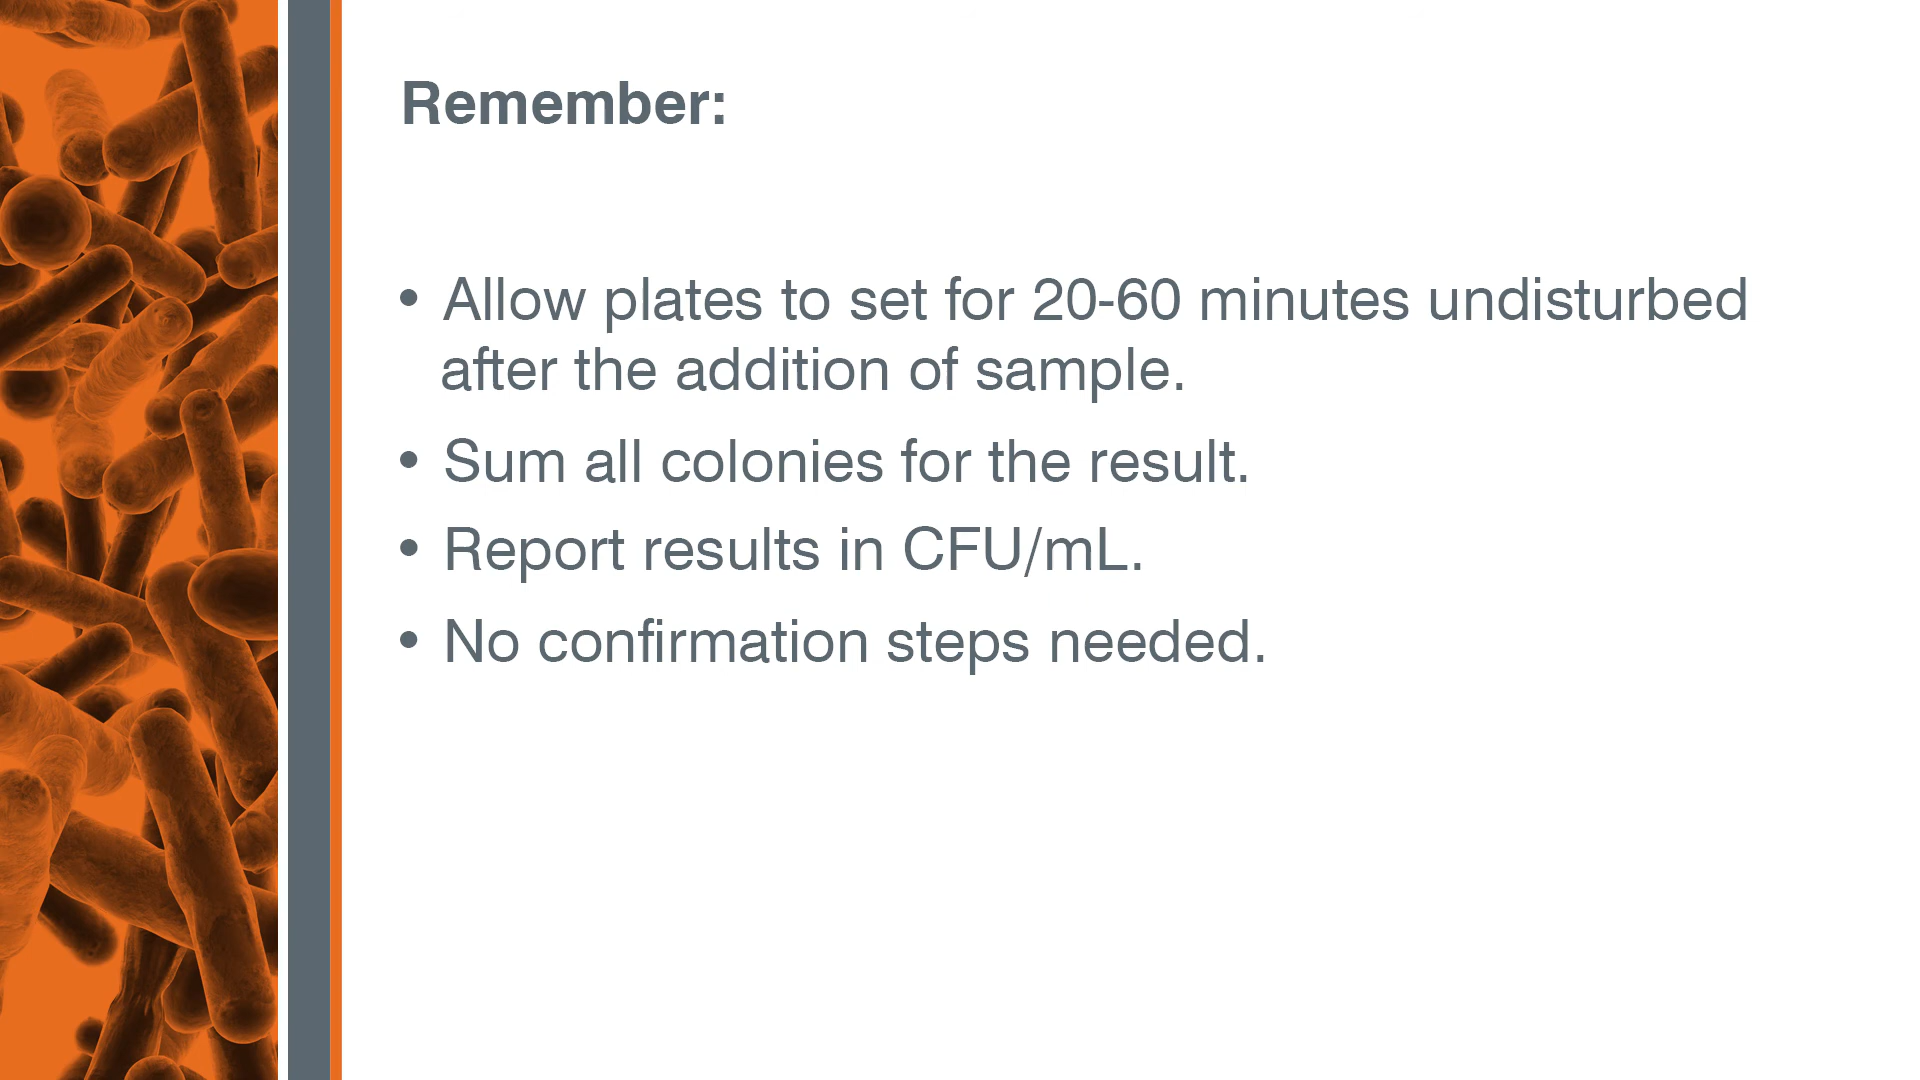 Remember:
• Allow plates to set for 20-60 minutes undisturbed
after the addition of sample.
• Sum all colonies for the result.
• Report results in CFU/mL.
• No confirmation steps needed.